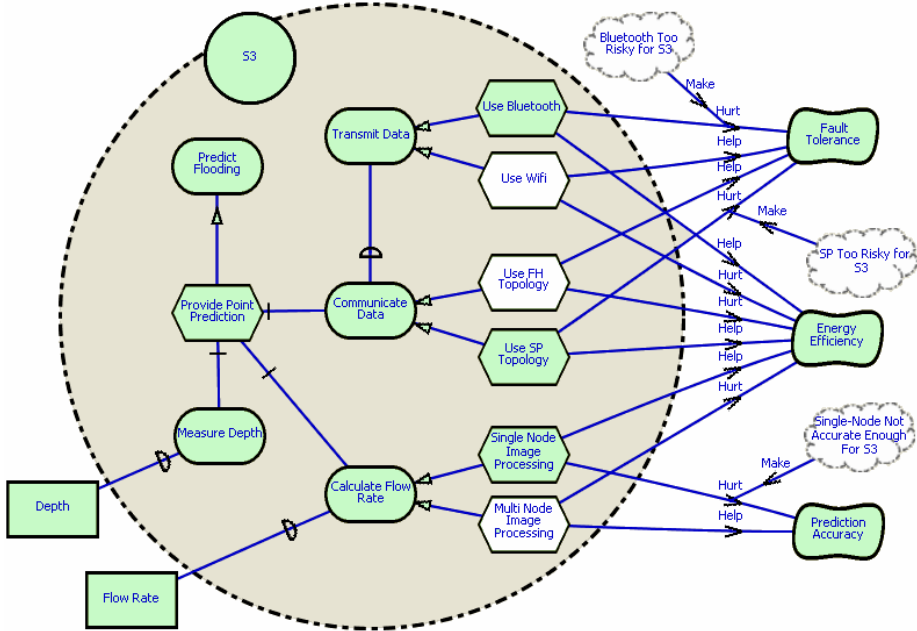 S3
Bluetooth Too
Risky for S3
Make
Hurt
Use Bluetooth
Transmit Data
Fault
Tolerance
Help
Predict
Flooding
Use Wifi
Help
Hurt
Make
Help
SP Too Risky for
S3
Use FH
Topology
Hurt
Provide Point
Prediction
Communicate
Data
Hurt
Use SP
Topology
Help
Energy
Efficiency
Help
Hurt
Measure Depth
Single Node
Image
Processing
Single-Node Not
Accurate Enough
For S3
Make
Calculate Flow
Rate
Hurt
Depth
Multi Node
Image
Processing
Help
Prediction
Accuracy
Flow Rate